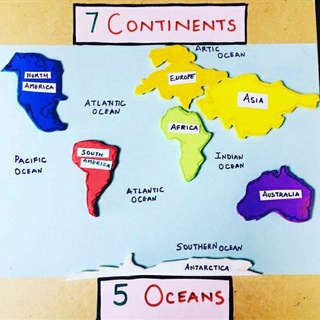 7 CONTINENTS
ARTIC
OCEAN
NORTH
AMERICA
EUROPE
ASIA
ATLANTIC
OCEAN
AFRICA
SOUTH
AMERICA
PACIFIC
OCEAN
INDIAN
OCEAN
ATLANTIC
OCEAN
AUSTRALIA
SOUTHERN OCEAN
ANTARCTICA
5 OCEANS